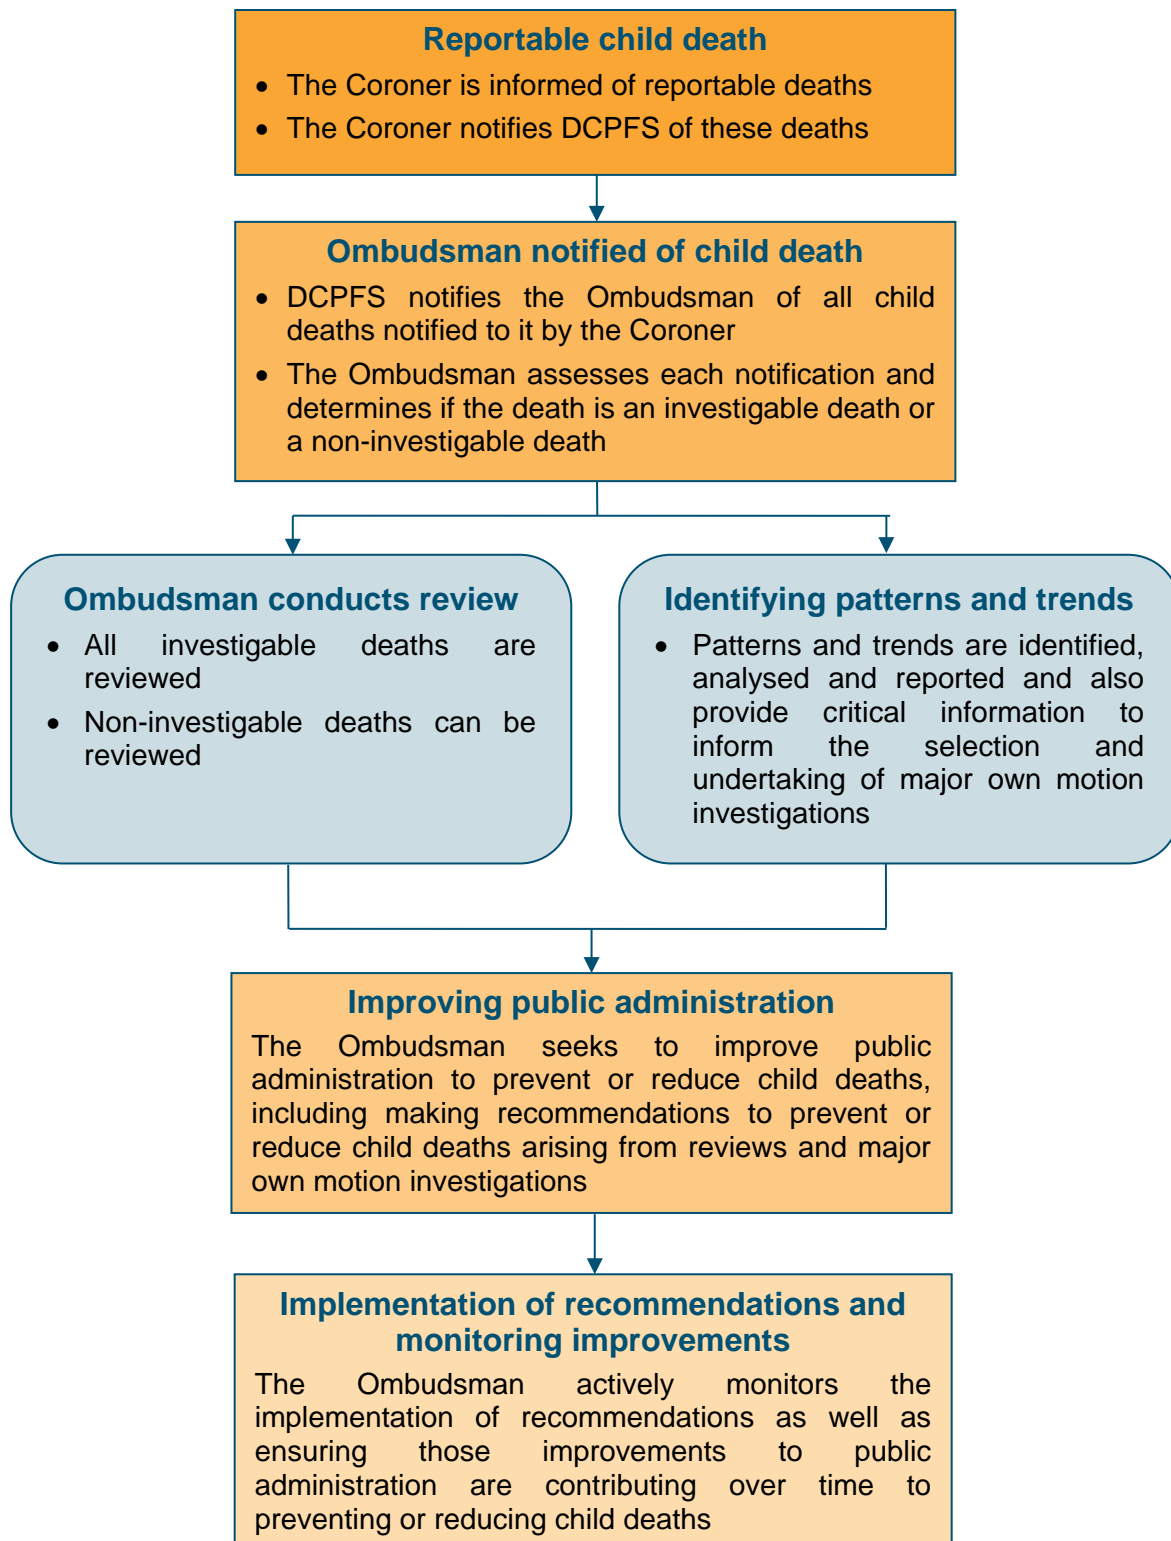 Reportable child death
• The Coroner is informed of reportable deaths
• The Coroner notifies DCPFS of these deaths
Ombudsman notified of child death
• DCPFS notifies the Ombudsman of all child
deaths notified to it by the Coroner
• The Ombudsman assesses each notification and
determines if the death is an investigable death or
a non-investigable death
Ombudsman conducts review
• All investigable deaths are
reviewed
• Non-investigable deaths can be
reviewed
Identifying patterns and trends
• Patterns and trends are identified,
analysed and reported and also
provide critical information to
inform the selection and
undertaking of major own motion
investigations
Improving public administration
The Ombudsman seeks to improve public
administration to prevent or reduce child deaths,
including making recommendations to prevent or
reduce child deaths arising from reviews and major
own motion investigations
Implementation of recommendations and
monitoring improvements
The Ombudsman actively monitors the
implementation of recommendations as well as
ensuring those improvements to public
administration are contributing over time to
preventing or reducing child deaths